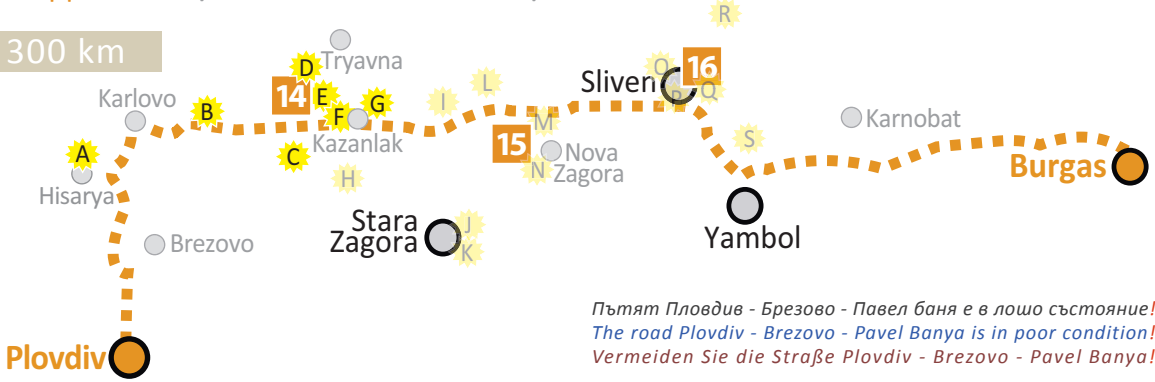 R
300 km
Tryavna
D
16
Q
Sliven
14
E
L
Karlovo
B
F
G
I
P
Q
Karnobat
Kazanlak
M
A
C
15
Nova
Zagora
S
Burgas
Hisarya
H
N
Stara
Zagora
J
K
Yambol
Brezovo
Пътят Пловдив - Брезово - Павел баня е в лошо състояние!
The road Plovdiv - Brezovo - Pavel Banya is in poor condition!
Vermeiden Sie die Straße Plovdiv - Brezovo - Pavel Banya!
Plovdiv